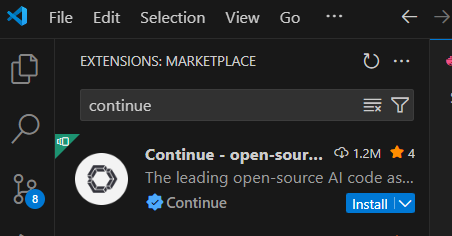 File Edit Selection View Go ...
EXTENSIONS: MARKETPLACE ...
continue
Continue - open-sour... 1.2M 4
The leading open-source AI code as...
Continue Install
8